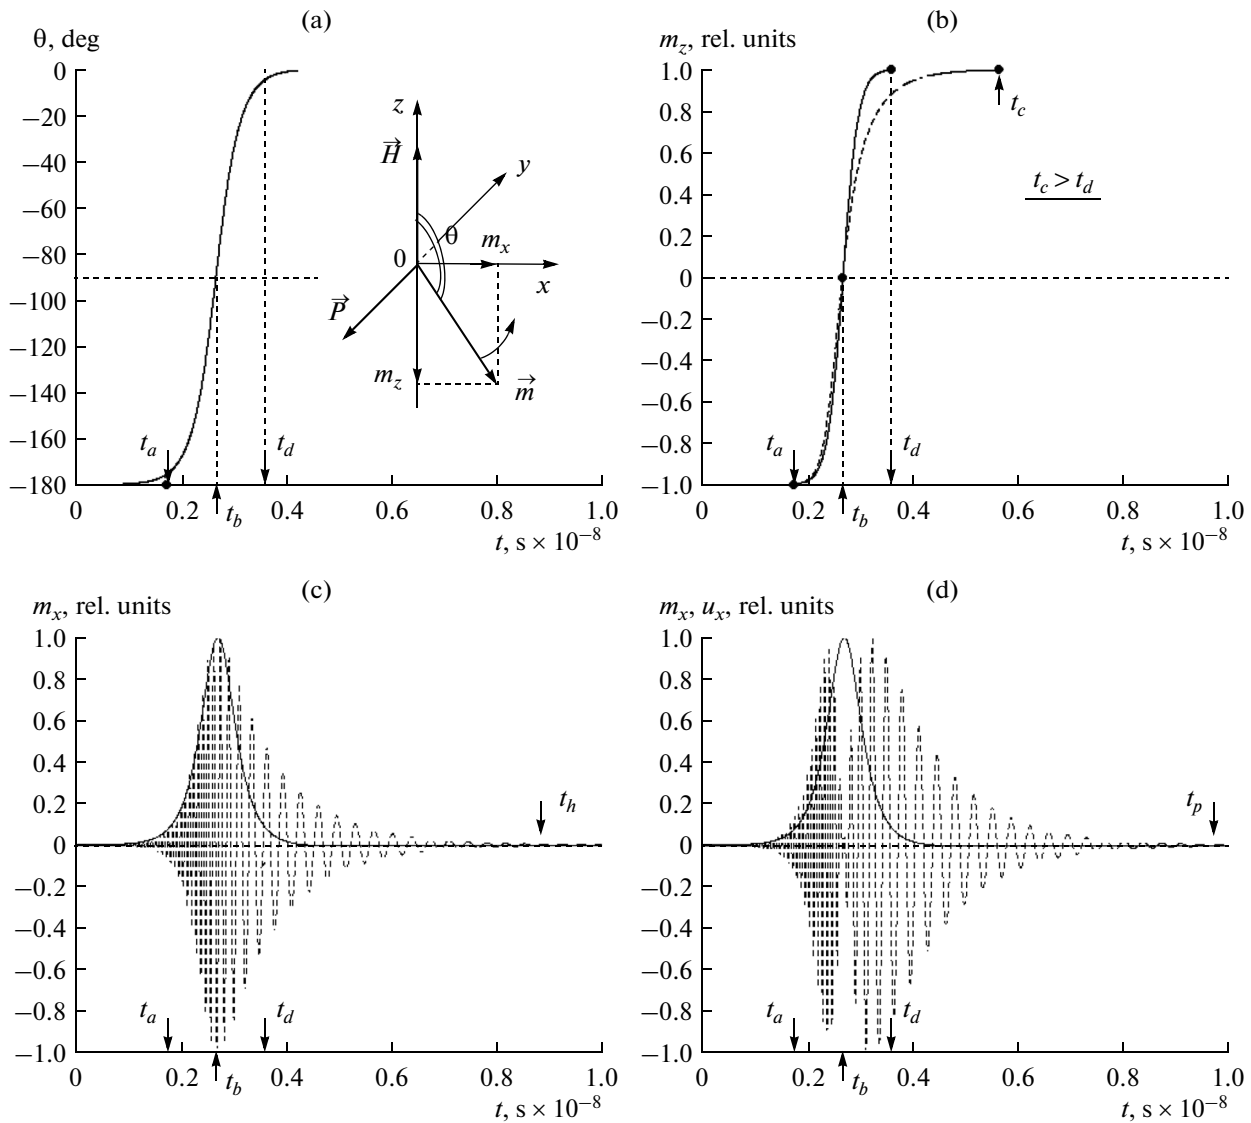 (a)
θ, deg
0
−20
−40
−60
−80
−100
−120
−140
−160
−180
z
H
y
θ
m_x
0
x
P
m_z
m
t_a
t_d
t_b
0 0.2 0.4 0.6 0.8 1.0
t, s × 10⁻⁸
(b)
m_z, rel. units
1.0
0.8
0.6
0.4
0.2
0
−0.2
−0.4
−0.6
−0.8
−1.0
t_c
t_c > t_d
t_a
t_d
t_b
0 0.2 0.4 0.6 0.8 1.0
t, s × 10⁻⁸
(c)
m_x, rel. units
1.0
0.8
0.6
0.4
0.2
0
−0.2
−0.4
−0.6
−0.8
−1.0
t_h
t_a
t_d
t_b
0 0.2 0.4 0.6 0.8 1.0
t, s × 10⁻⁸
(d)
m_x, u_x, rel. units
1.0
0.8
0.6
0.4
0.2
0
−0.2
−0.4
−0.6
−0.8
−1.0
t_p
t_a
t_d
t_b
0 0.2 0.4 0.6 0.8 1.0
t, s × 10⁻⁸